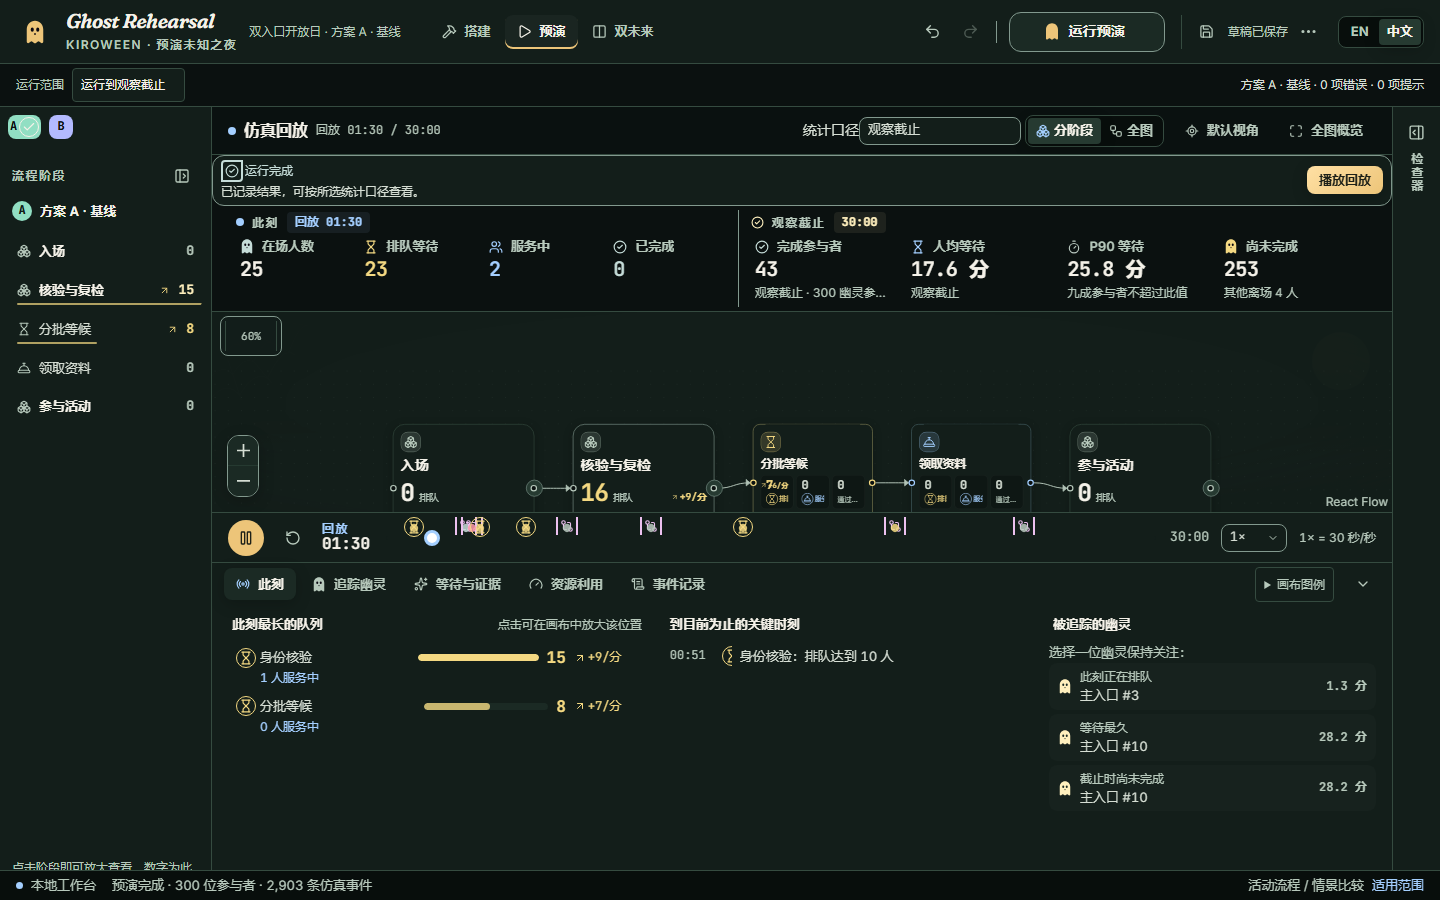 Ghost Rehearsal
KIROWEEN · 预演未知之夜
双入口开放日 · 方案 A · 基线
搭建
预演
双未来
运行预演
草稿已保存
EN
中文
运行范围
运行到观察截止
方案 A · 基线 · 0 项错误 · 0 项提示
A
B
流程阶段
A 方案 A · 基线
入场 0
核验与复检 15
分批等候 8
领取资料 0
参与活动 0
点击阶段即可放大查看。数字为此
仿真回放 回放 01:30 / 30:00
统计口径 观察截止
分阶段
全图
默认视角
全图概览
检查器
运行完成
已记录结果，可按所选统计口径查看。
播放回放
此刻 回放 01:30
在场人数
25
排队等待
23
服务中
2
已完成
0
观察截止 30:00
完成参与者
43
观察截止 · 300 幽灵参...
人均等待
17.6 分
观察截止
P90 等待
25.8 分
九成参与者不超过此值
尚未完成
253
其他离场 4 人
60%
入场
0 排队
核验与复检
16 排队 +9/分
分批等候
0 0
领取资料
0 0 0
通过...
通过...
参与活动
0 排队
React Flow
回放
01:30
30:00
1×
1× = 30 秒/秒
此刻
追踪幽灵
等待与证据
资源利用
事件记录
画布图例
此刻最长的队列
点击可在画布中放大该位置
身份核验 15 +9/分
1 人服务中
分批等候 8 +7/分
0 人服务中
到目前为止的关键时刻
00:51 身份核验：排队达到 10 人
被追踪的幽灵
选择一位幽灵保持关注：
此刻正在排队
主入口 #3
1.3 分
等待最久
主入口 #10
28.2 分
截止时尚未完成
主入口 #10
28.2 分
本地工作台 预演完成 · 300 位参与者 · 2,903 条仿真事件
活动流程 / 情景比较 适用范围